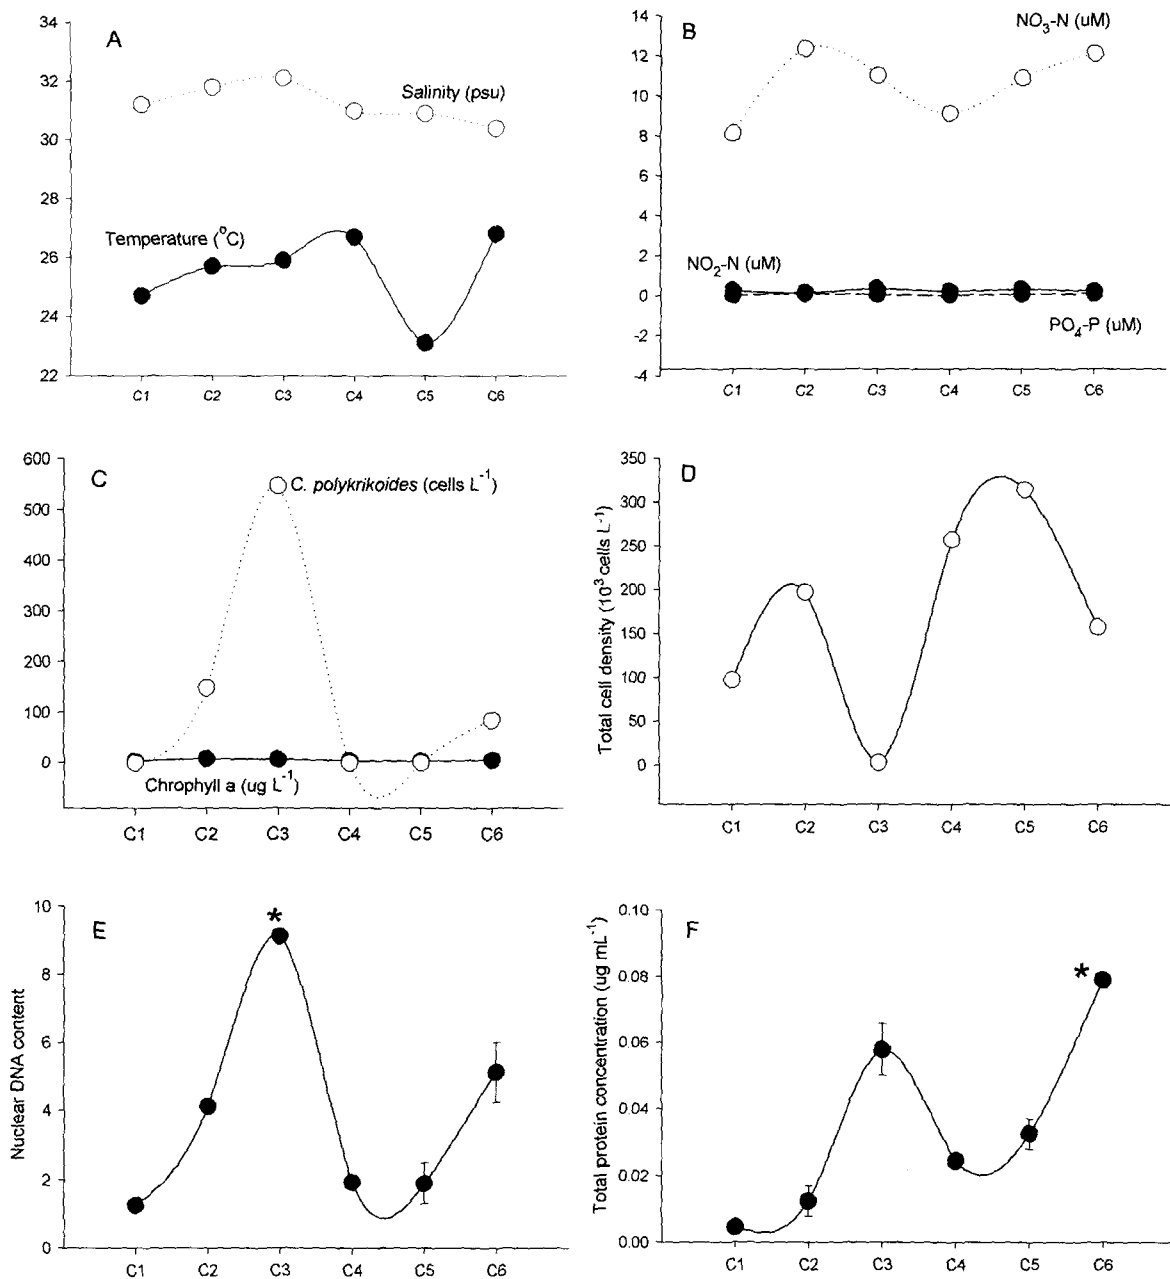 A
34
32
30
28
26
24
22
Salinity (psu)
Temperature (°C)
C1 C2 C3 C4 C5 C6
B
14
12
10
8
6
4
2
0
-2
-4
NO₃-N (uM)
NO₂-N (uM)
PO₄-P (uM)
C1 C2 C3 C4 C5 C6
C
600
500
400
300
200
100
0
C. polykrikoides (cells L⁻¹)
Chrophyll a (ug L⁻¹)
C1 C2 C3 C4 C5 C6
D
Total cell density (10³ cells L⁻¹)
350
300
250
200
150
100
50
0
C1 C2 C3 C4 C5 C6
E
Nuclear DNA content
10
8
6
4
2
0
*
C1 C2 C3 C4 C5 C6
F
Total protein concentration (ug mL⁻¹)
0.10
0.08
0.06
0.04
0.02
0.00
*
C1 C2 C3 C4 C5 C6